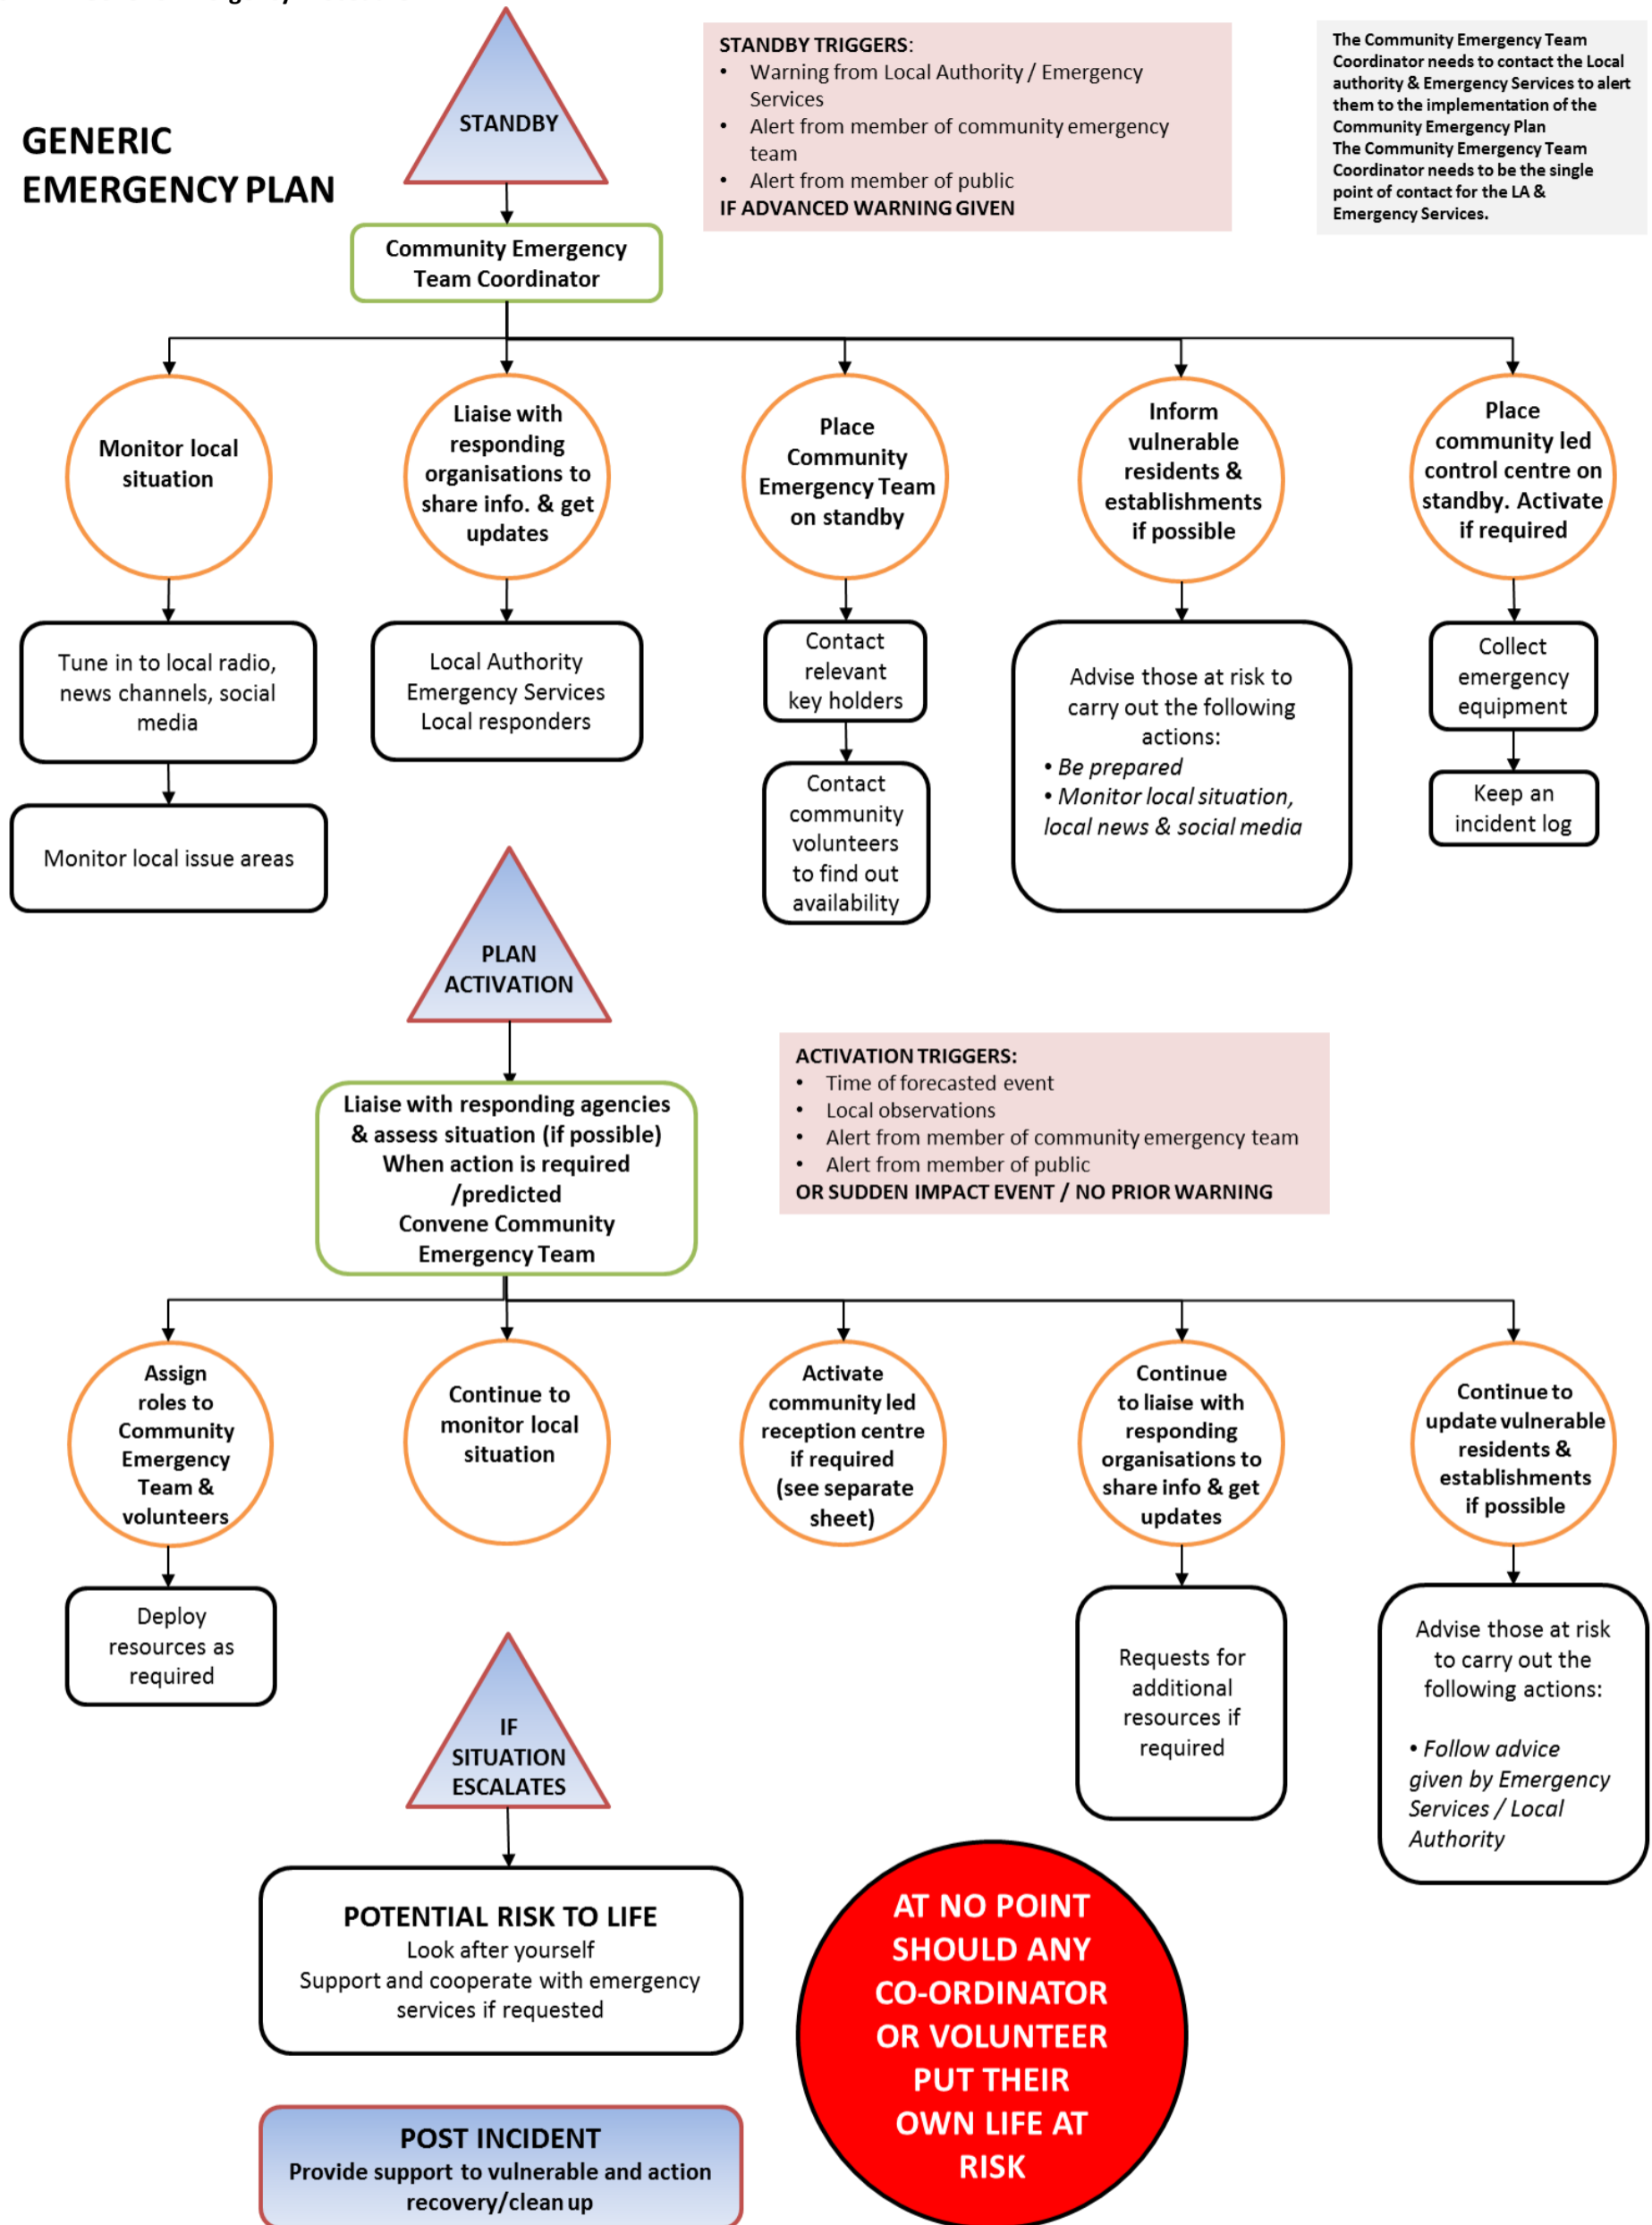 GENERIC
EMERGENCY PLAN
STANDBY
STANDBY TRIGGERS:
• Warning from Local Authority / Emergency
Services
• Alert from member of community emergency
team
• Alert from member of public
IF ADVANCED WARNING GIVEN
The Community Emergency Team
Coordinator needs to contact the Local
authority & Emergency Services to alert
them to the implementation of the
Community Emergency Plan
The Community Emergency Team
Coordinator needs to be the single
point of contact for the LA &
Emergency Services.
Community Emergency
Team Coordinator
Monitor local
situation
Liaise with
responding
organisations to
share info. & get
updates
Place
Community
Emergency Team
on standby
Inform
vulnerable
residents &
establishments
if possible
Place
community led
control centre on
standby. Activate
if required
Tune in to local radio,
news channels, social
media
Monitor local issue areas
Local Authority
Emergency Services
Local responders
Contact
relevant
key holders
Contact
community
volunteers
to find out
availability
Advise those at risk to
carry out the following
actions:
• Be prepared
• Monitor local situation,
local news & social media
Collect
emergency
equipment
Keep an
incident log
PLAN
ACTIVATION
ACTIVATION TRIGGERS:
• Time of forecasted event
• Local observations
• Alert from member of community emergency team
• Alert from member of public
OR SUDDEN IMPACT EVENT / NO PRIOR WARNING
Liaise with responding agencies
& assess situation (if possible)
When action is required
/predicted
Convene Community
Emergency Team
Assign
roles to
Community
Emergency
Team &
volunteers
Continue to
monitor local
situation
Activate
community led
reception centre
if required
(see separate
sheet)
Continue
to liaise with
responding
organisations to
share info & get
updates
Continue to
update vulnerable
residents &
establishments
if possible
Deploy
resources as
required
Requests for
additional
resources if
required
Advise those at risk
to carry out the
following actions:
• Follow advice
given by Emergency
Services / Local
Authority
IF
SITUATION
ESCALATES
POTENTIAL RISK TO LIFE
Look after yourself
Support and cooperate with emergency
services if requested
AT NO POINT
SHOULD ANY
CO-ORDINATOR
OR VOLUNTEER
PUT THEIR
OWN LIFE AT
RISK
POST INCIDENT
Provide support to vulnerable and action
recovery/clean up